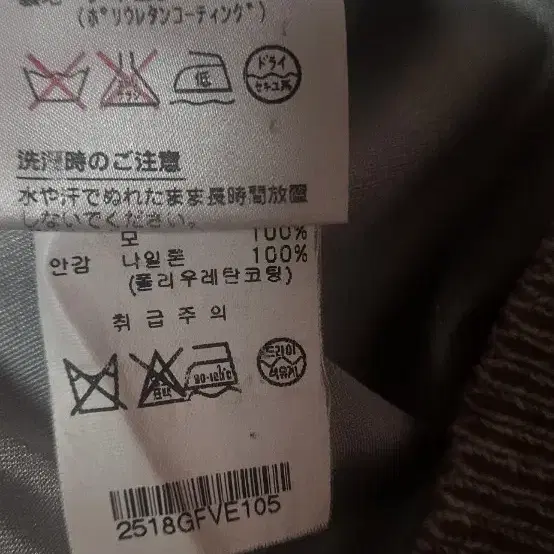 (ポリウレタンコーティング)
低
ドライ
セキユ系
洗濯時のご注意
水や汗でぬれたまま長時間放置
しないでください。
모 100%
안감 나일론 100%
(폴리우레탄코팅)
취급주의
드라이
석유계
2518GFVE105